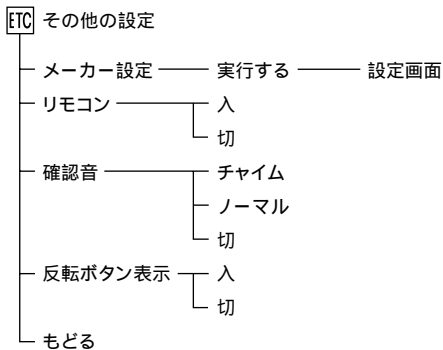 ETC その他の設定
メーカー設定 実行する 設定画面
リモコン 入
切
確認音 チャイム
ノーマル
切
反転ボタン表示 入
切
もどる